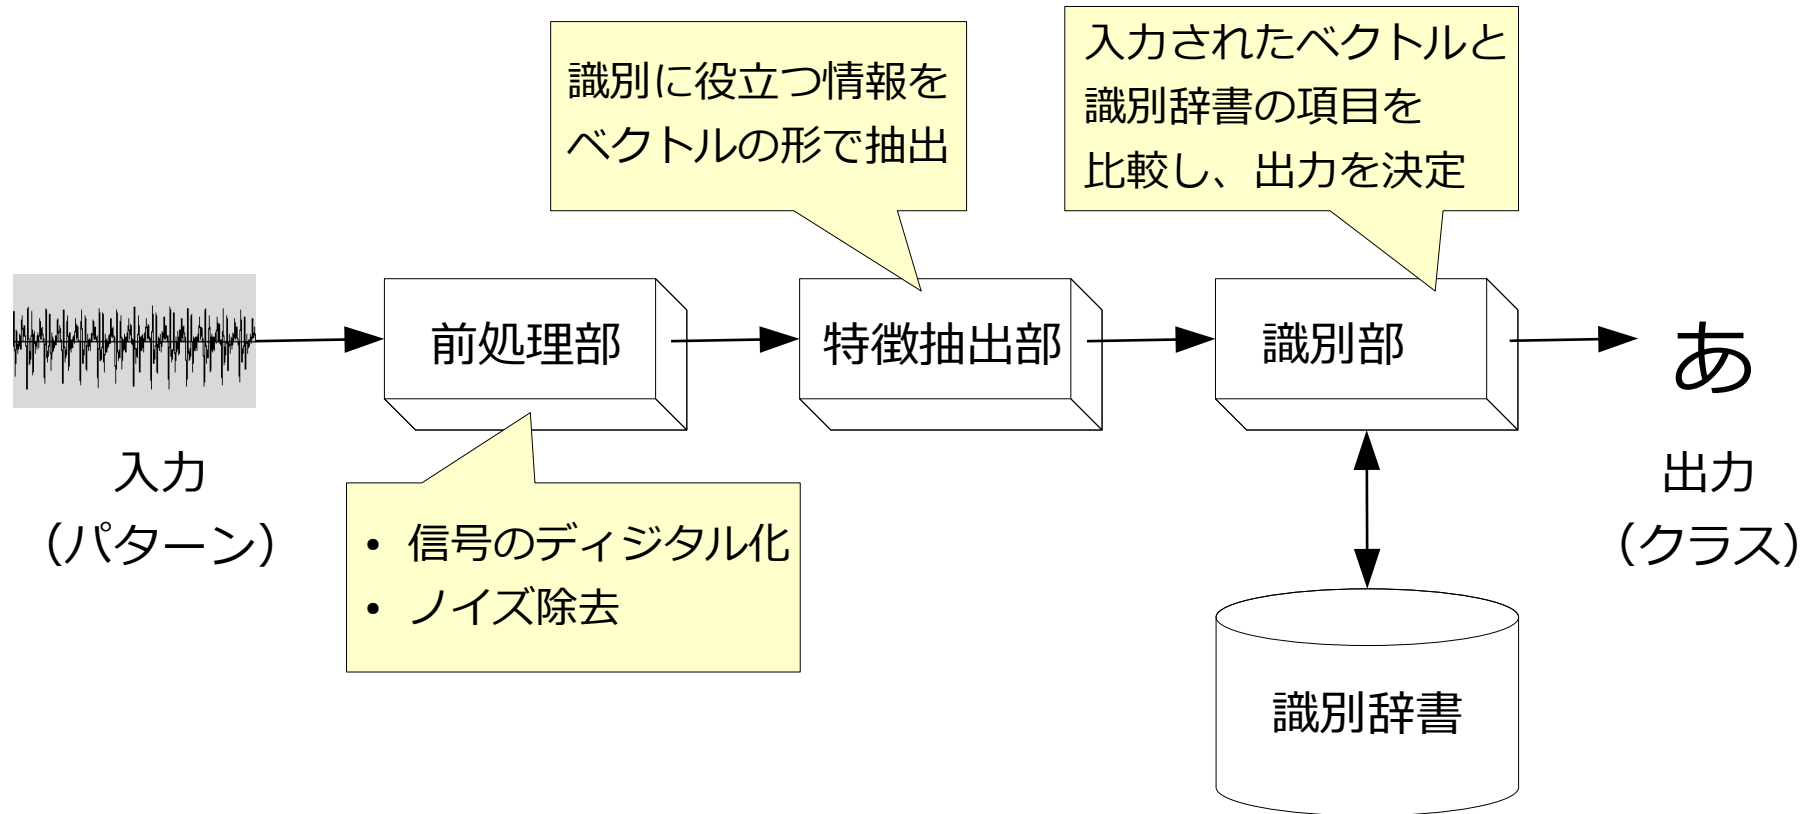 識別に役立つ情報を
ベクトルの形で抽出
入力されたベクトルと
識別辞書の項目を
比較し、出力を決定
前処理部
特徴抽出部
識別部
あ
入力
（パターン）
• 信号のディジタル化
• ノイズ除去
出力
（クラス）
識別辞書